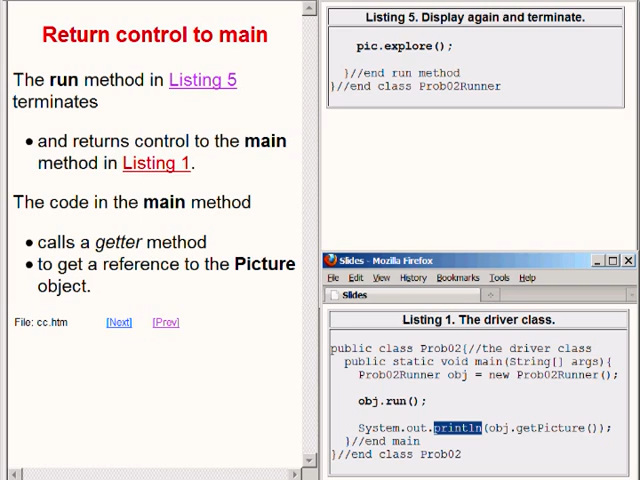 Return control to main
The run method in Listing 5
terminates
• and returns control to the main
method in Listing 1.
The code in the main method
• calls a getter method
• to get a reference to the Picture
object.
File: cc.htm [Next] [Prev]
Listing 5. Display again and terminate.
pic.explore();
}//end run method
}//end class Prob02Runner
Slides - Mozilla Firefox
File Edit View History Bookmarks Tools Help
Slides
Listing 1. The driver class.
public class Prob02{//the driver class
public static void main(String[] args){
Prob02Runner obj = new Prob02Runner();
obj.run();
System.out.println(obj.getPicture());
}//end main
}//end class Prob02